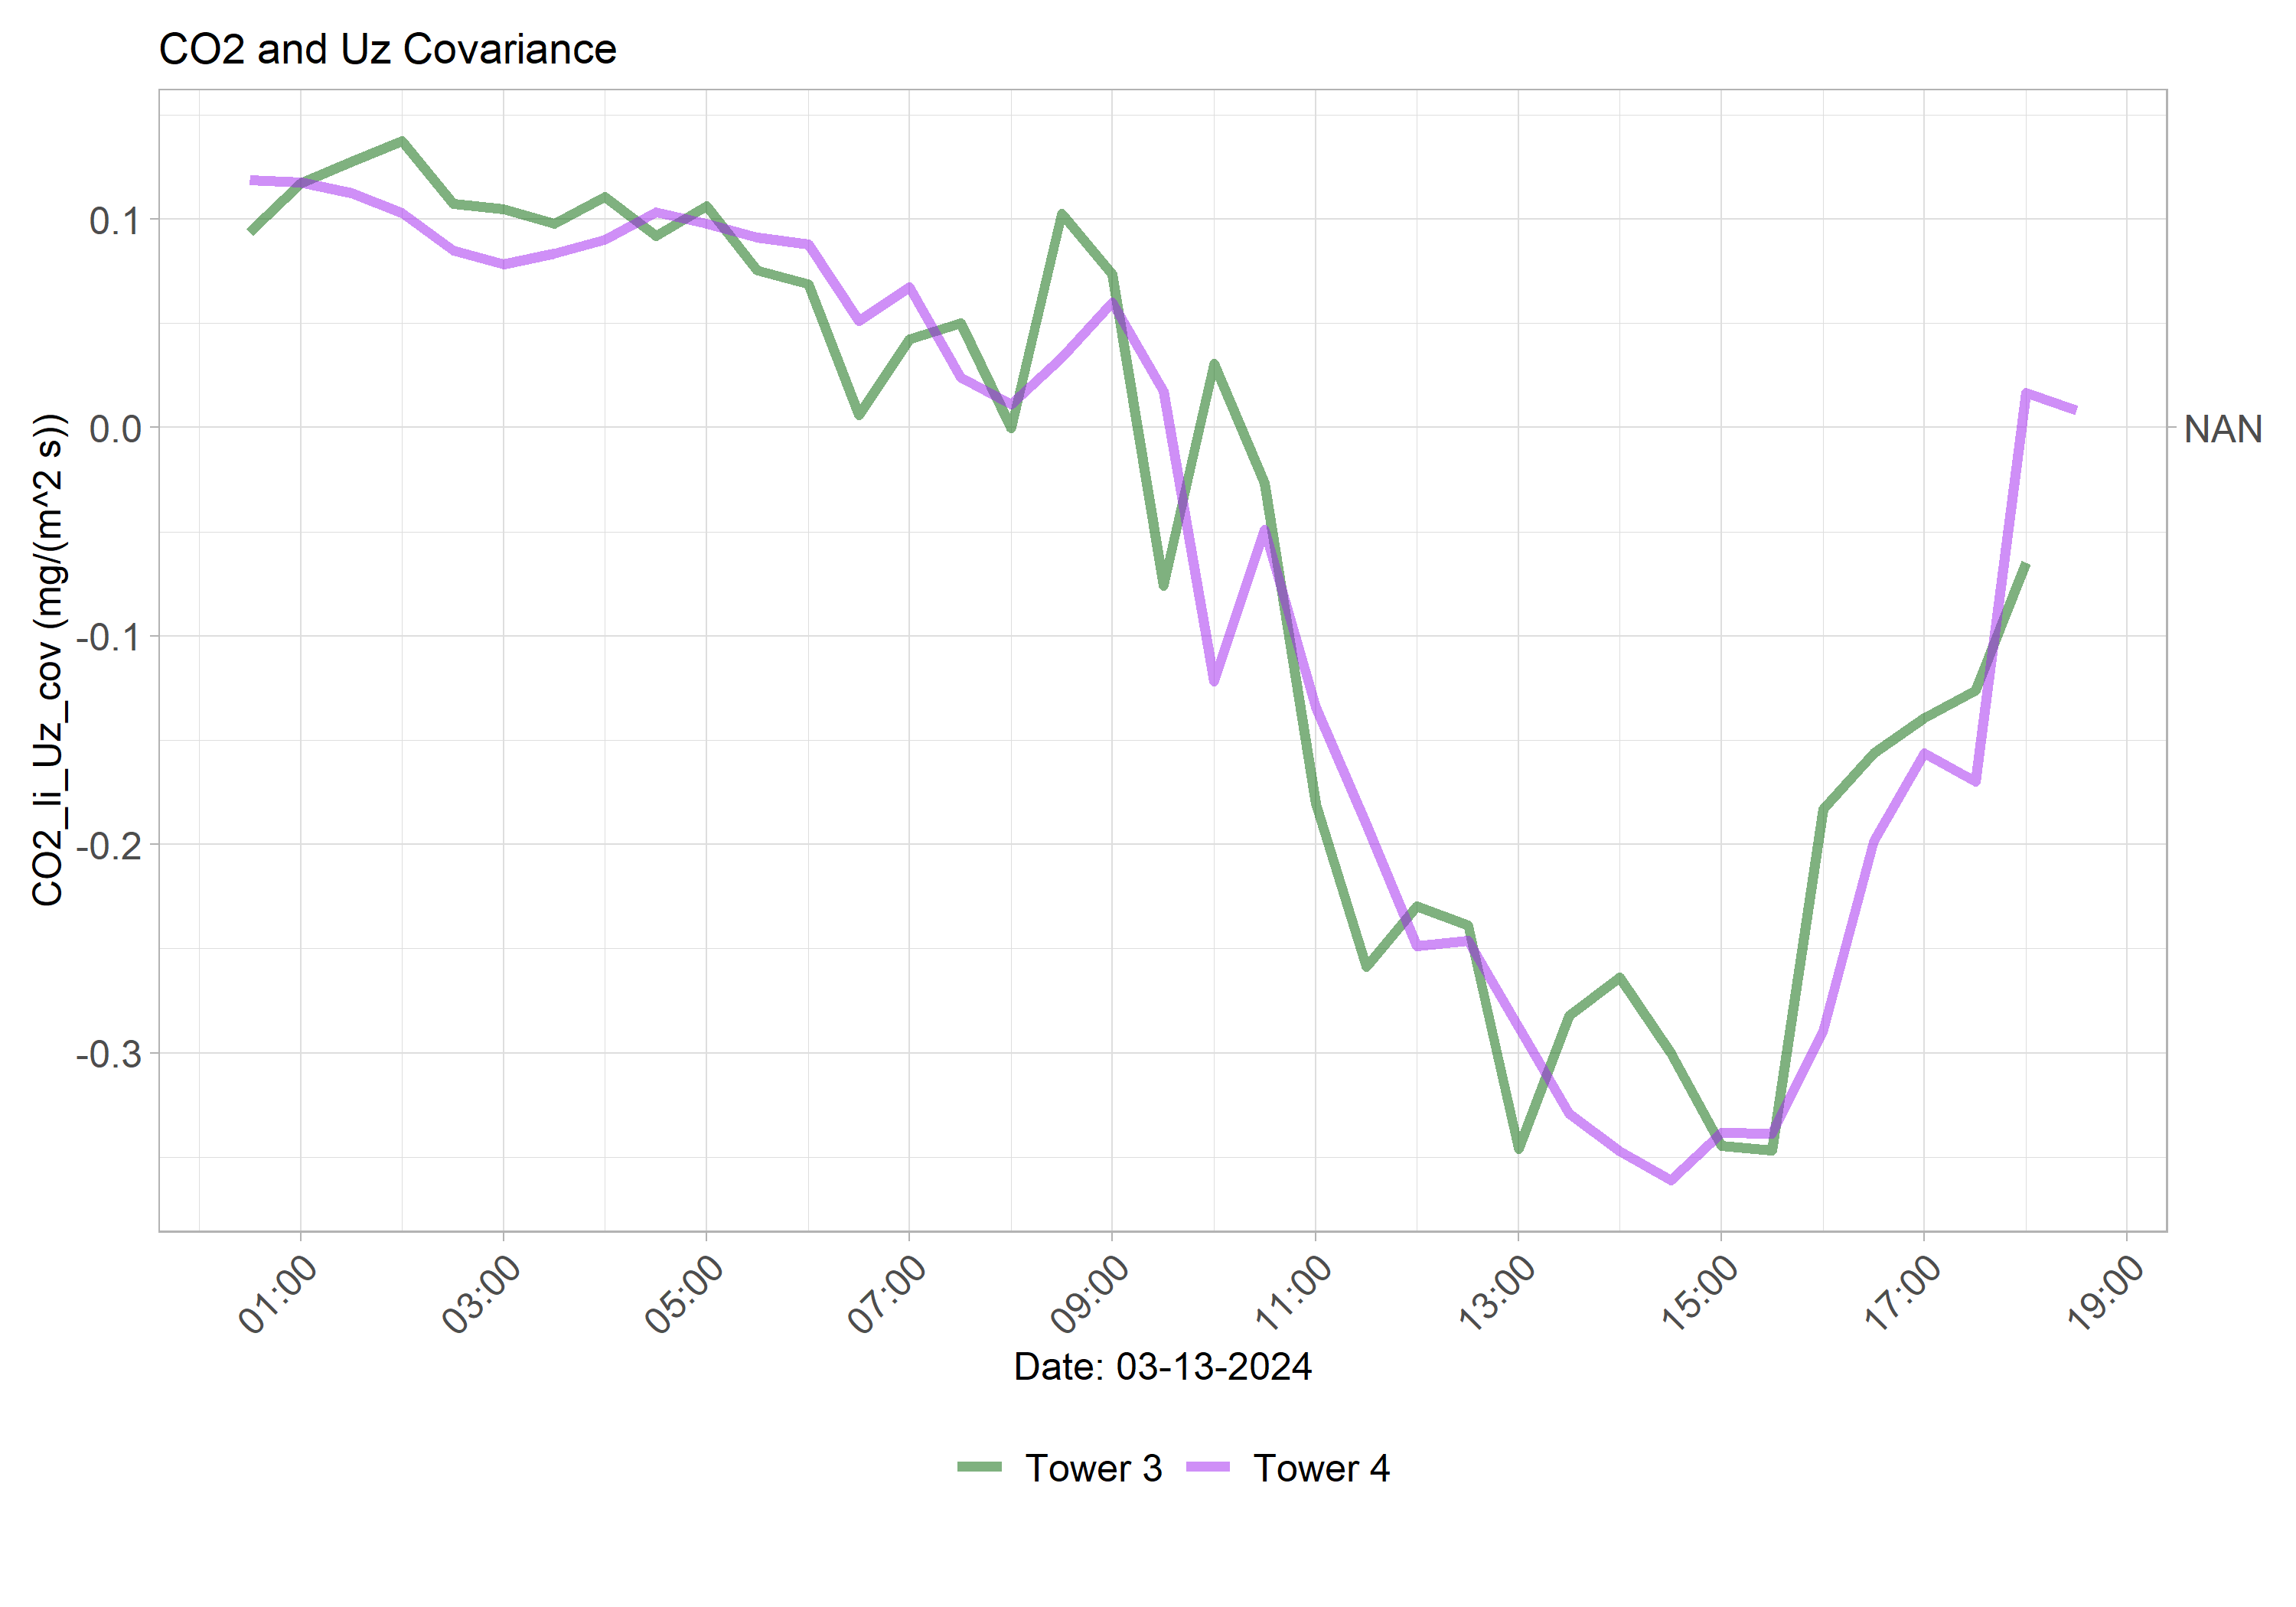 CO2 and Uz Covariance
CO2_li_Uz_cov (mg/(m^2 s))
0.1
0.0
-0.1
-0.2
-0.3
NAN
01:00
03:00
05:00
07:00
09:00
11:00
13:00
15:00
17:00
19:00
Date: 03-13-2024
Tower 3
Tower 4